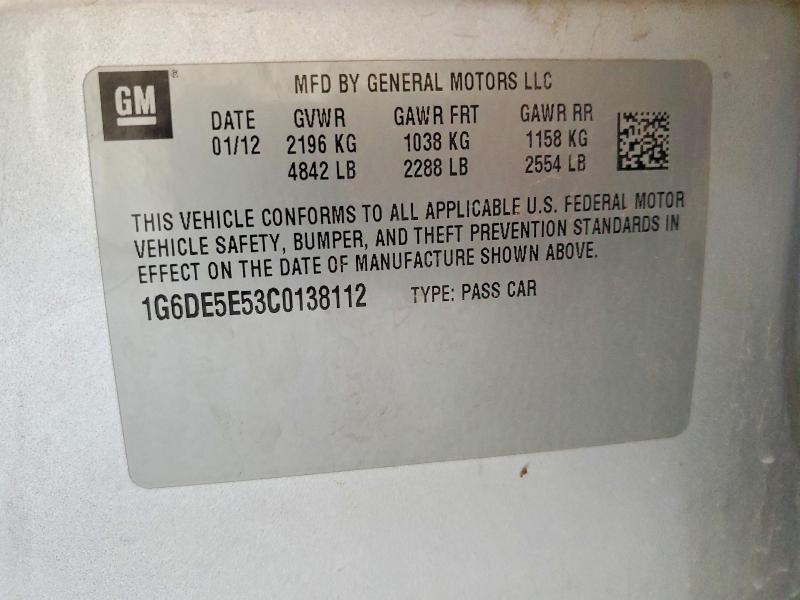 GM ®
MFD BY GENERAL MOTORS LLC
DATE GVWR GAWR FRT GAWR RR
01/12 2196 KG 1038 KG 1158 KG
4842 LB 2288 LB 2554 LB
THIS VEHICLE CONFORMS TO ALL APPLICABLE U.S. FEDERAL MOTOR
VEHICLE SAFETY, BUMPER, AND THEFT PREVENTION STANDARDS IN
EFFECT ON THE DATE OF MANUFACTURE SHOWN ABOVE.
1G6DE5E53C0138112 TYPE: PASS CAR